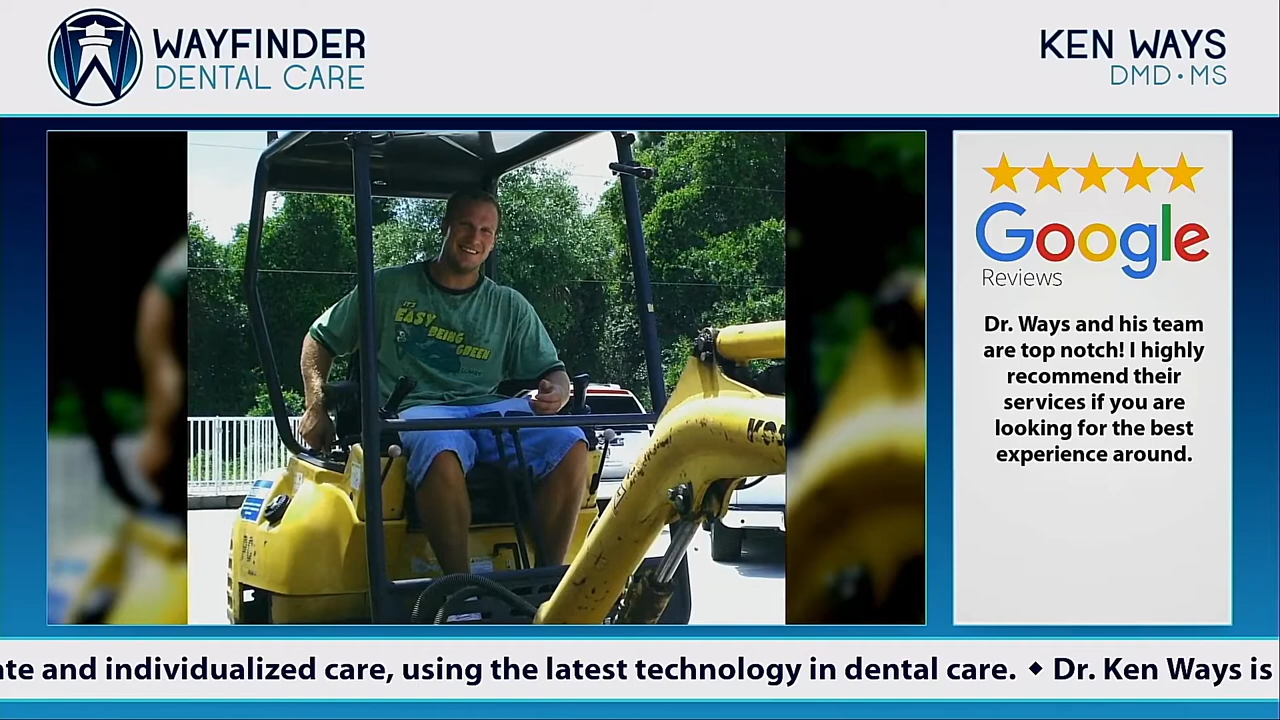 WAYFINDER
DENTAL CARE
KEN WAYS
DMD • MS
IT'S
EASY
BEING
GREEN
Google
Reviews
Dr. Ways and his team
are top notch! I highly
recommend their
services if you are
looking for the best
experience around.
ate and individualized care, using the latest technology in dental care. ◆ Dr. Ken Ways is